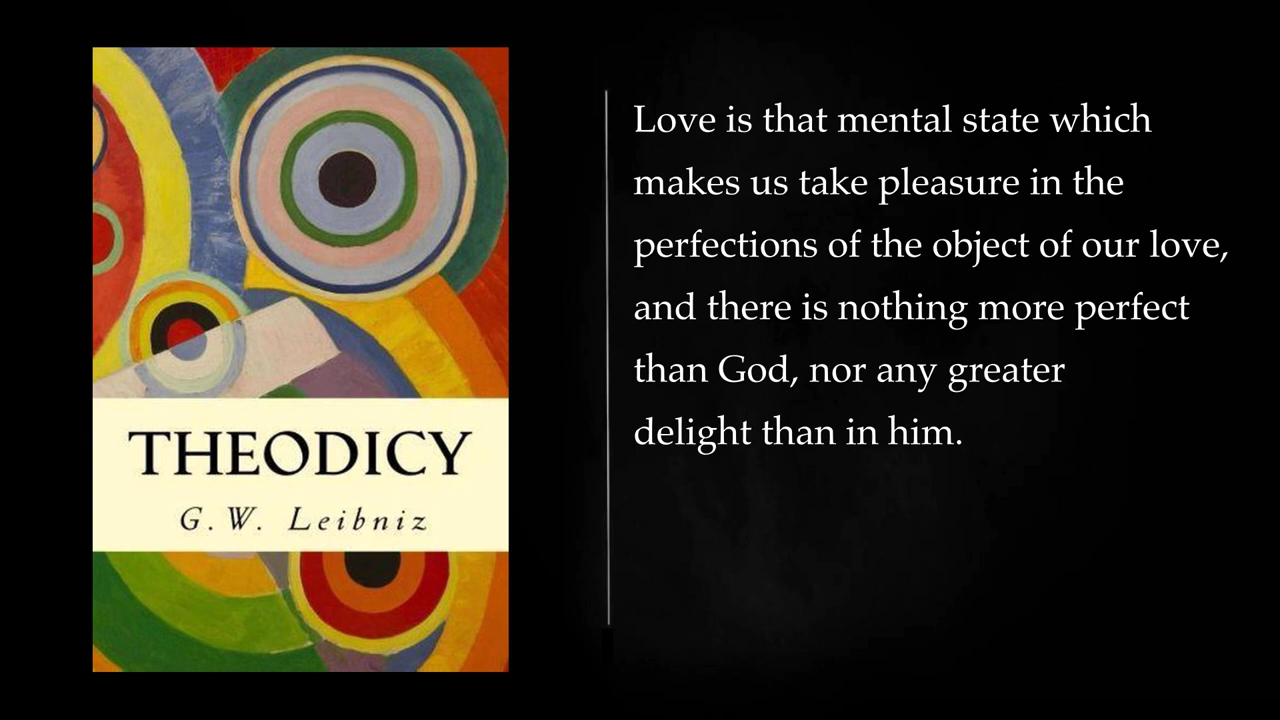 THEODICY
G. W. Leibniz
Love is that mental state which
makes us take pleasure in the
perfections of the object of our love,
and there is nothing more perfect
than God, nor any greater
delight than in him.